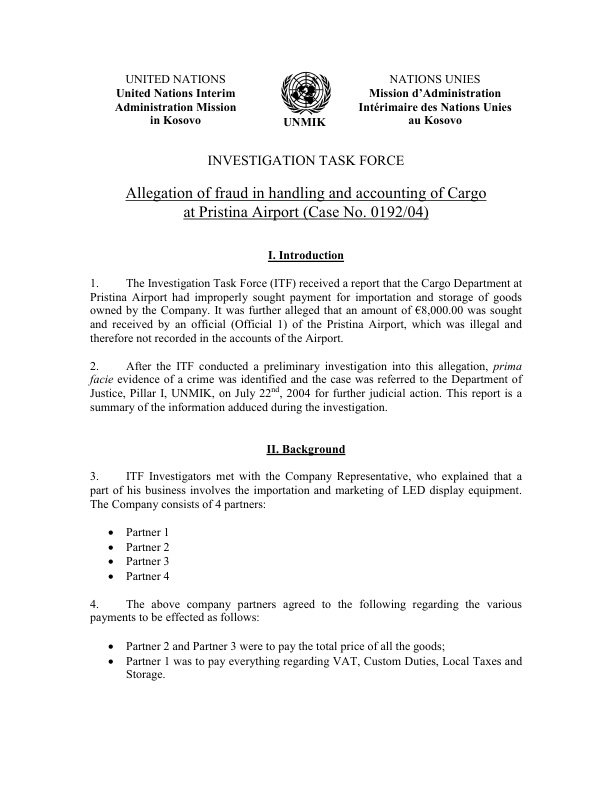 UNITED NATIONS
United Nations Interim
Administration Mission
in Kosovo
UNMIK
NATIONS UNIES
Mission d’Administration
Intérimaire des Nations Unies
au Kosovo
INVESTIGATION TASK FORCE
Allegation of fraud in handling and accounting of Cargo
at Pristina Airport (Case No. 0192/04)
I. Introduction
1. The Investigation Task Force (ITF) received a report that the Cargo Department at
Pristina Airport had improperly sought payment for importation and storage of goods
owned by the Company. It was further alleged that an amount of €8,000.00 was sought
and received by an official (Official 1) of the Pristina Airport, which was illegal and
therefore not recorded in the accounts of the Airport.
2. After the ITF conducted a preliminary investigation into this allegation, prima
facie evidence of a crime was identified and the case was referred to the Department of
Justice, Pillar I, UNMIK, on July 22nd, 2004 for further judicial action. This report is a
summary of the information adduced during the investigation.
II. Background
3. ITF Investigators met with the Company Representative, who explained that a
part of his business involves the importation and marketing of LED display equipment.
The Company consists of 4 partners:
• Partner 1
• Partner 2
• Partner 3
• Partner 4
4. The above company partners agreed to the following regarding the various
payments to be effected as follows:
• Partner 2 and Partner 3 were to pay the total price of all the goods;
• Partner 1 was to pay everything regarding VAT, Custom Duties, Local Taxes and
Storage.